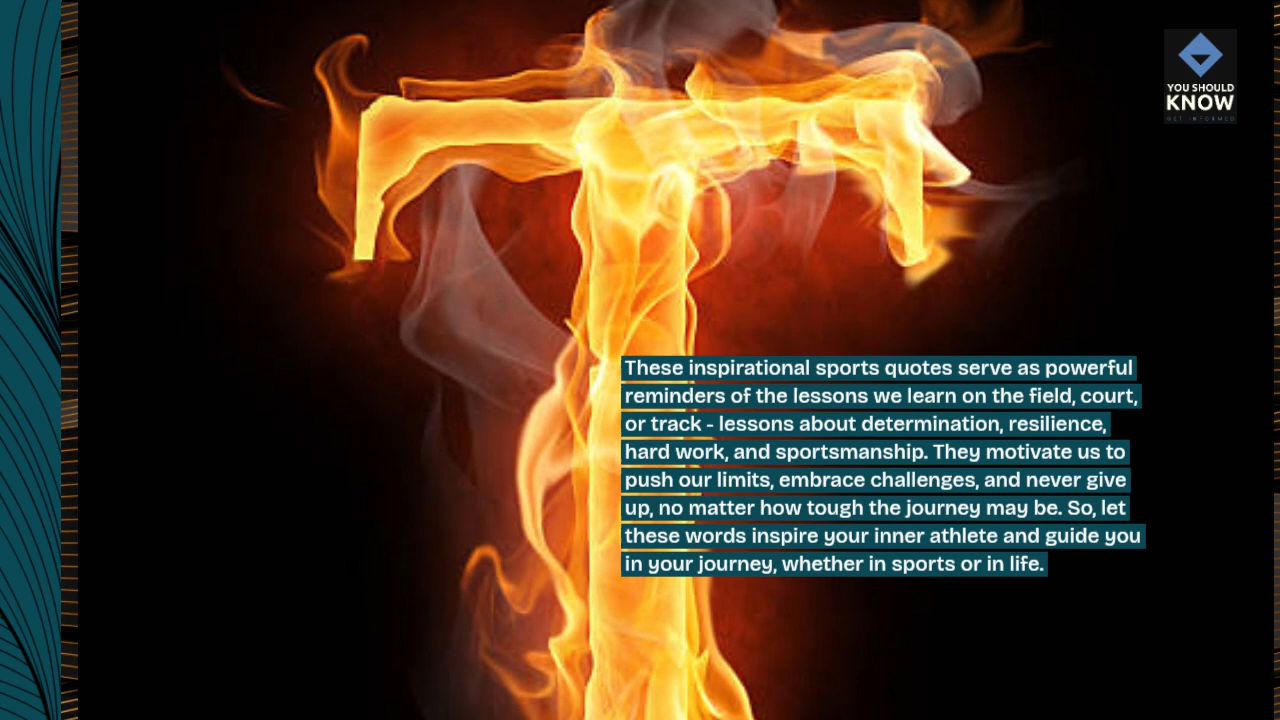 T
YOU SHOULD
KNOW
GET INFORMED
These inspirational sports quotes serve as powerful
reminders of the lessons we learn on the field, court,
or track - lessons about determination, resilience,
hard work, and sportsmanship. They motivate us to
push our limits, embrace challenges, and never give
up, no matter how tough the journey may be. So, let
these words inspire your inner athlete and guide you
in your journey, whether in sports or in life.